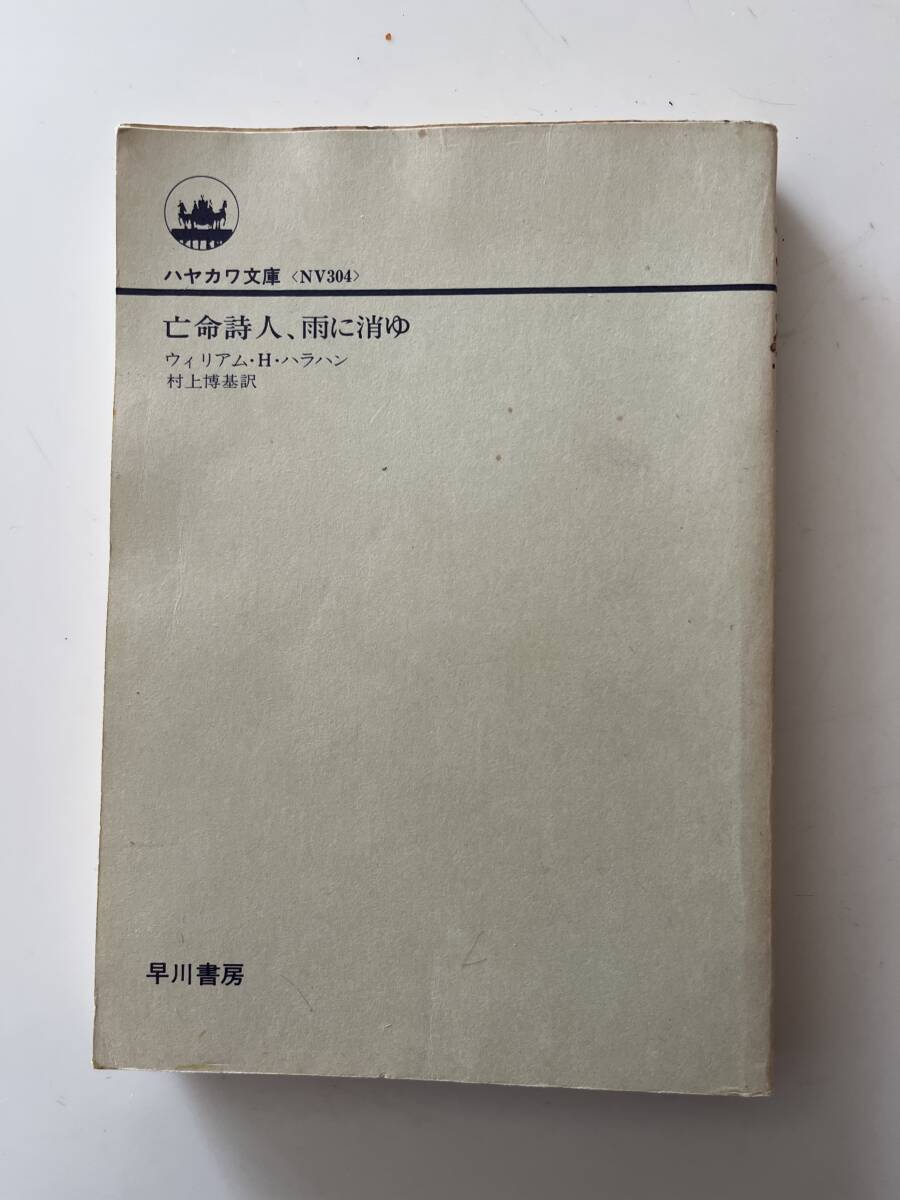 ハヤカワ文庫〈NV304〉
亡命詩人、雨に消ゆ
ウィリアム・H・ハラハン
村上博基訳
早川書房